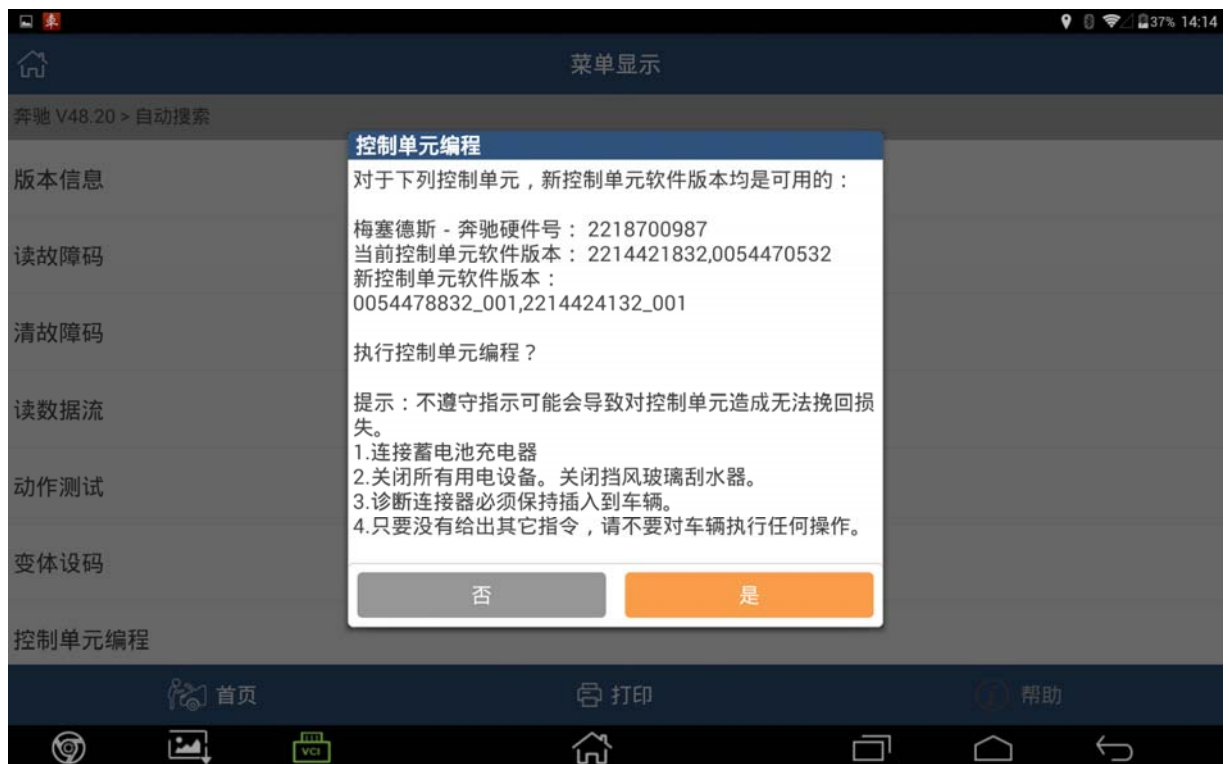 37% 14:14
菜单显示
奔驰 V48.20 > 自动搜索
版本信息
读故障码
清故障码
读数据流
动作测试
变体设码
控制单元编程
控制单元编程
对于下列控制单元，新控制单元软件版本均是可用的：
梅塞德斯 - 奔驰硬件号： 2218700987
当前控制单元软件版本： 2214421832,0054470532
新控制单元软件版本：
0054478832_001,2214424132_001
执行控制单元编程？
提示：不遵守指示可能会导致对控制单元造成无法挽回损
失。
1.连接蓄电池充电器
2.关闭所有用电设备。关闭挡风玻璃刮水器。
3.诊断连接器必须保持插入到车辆。
4.只要没有给出其它指令，请不要对车辆执行任何操作。
否
是
首页
打印
帮助
VCI